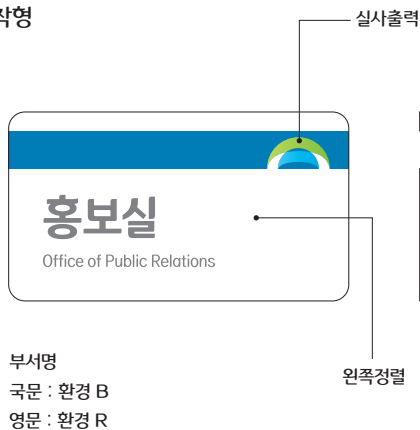 작형
실사출력
홍보실
Office of Public Relations
왼쪽정렬
부서명
국문 : 환경 B
영문 : 환경 R